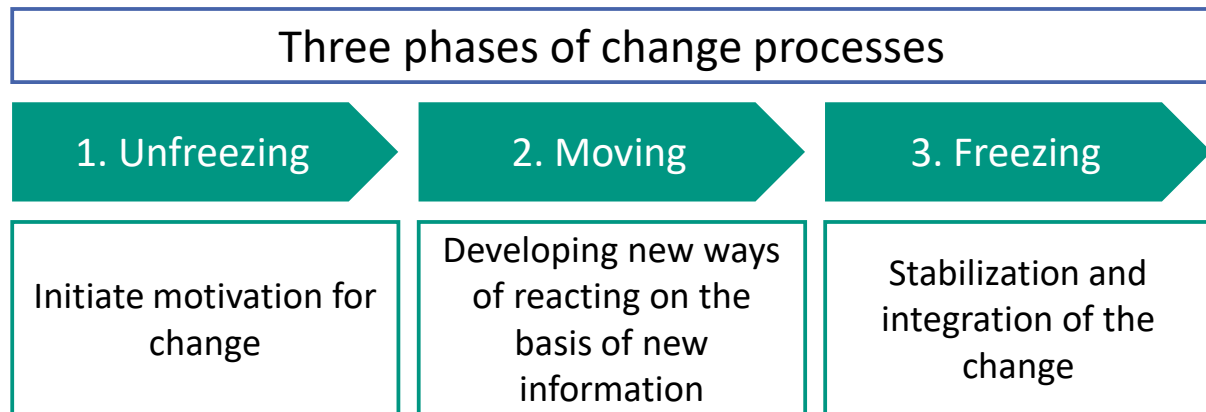 Three phases of change processes
1. Unfreezing
2. Moving
3. Freezing
Initiate motivation for
change
Developing new ways
of reacting on the
basis of new
information
Stabilization and
integration of the
change